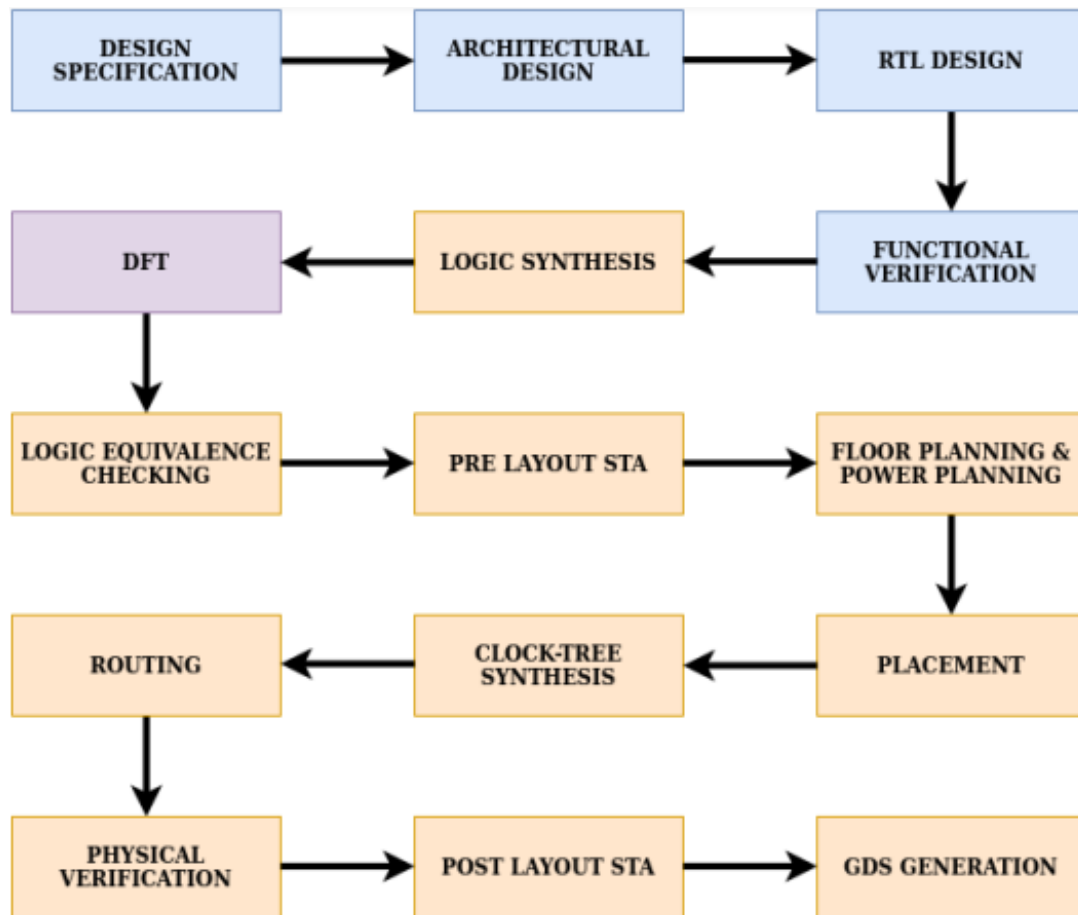 DESIGN
SPECIFICATION
ARCHITECTURAL
DESIGN
RTL DESIGN
FUNCTIONAL
VERIFICATION
LOGIC SYNTHESIS
DFT
LOGIC EQUIVALENCE
CHECKING
PRE LAYOUT STA
FLOOR PLANNING &
POWER PLANNING
PLACEMENT
CLOCK-TREE
SYNTHESIS
ROUTING
PHYSICAL
VERIFICATION
POST LAYOUT STA
GDS GENERATION